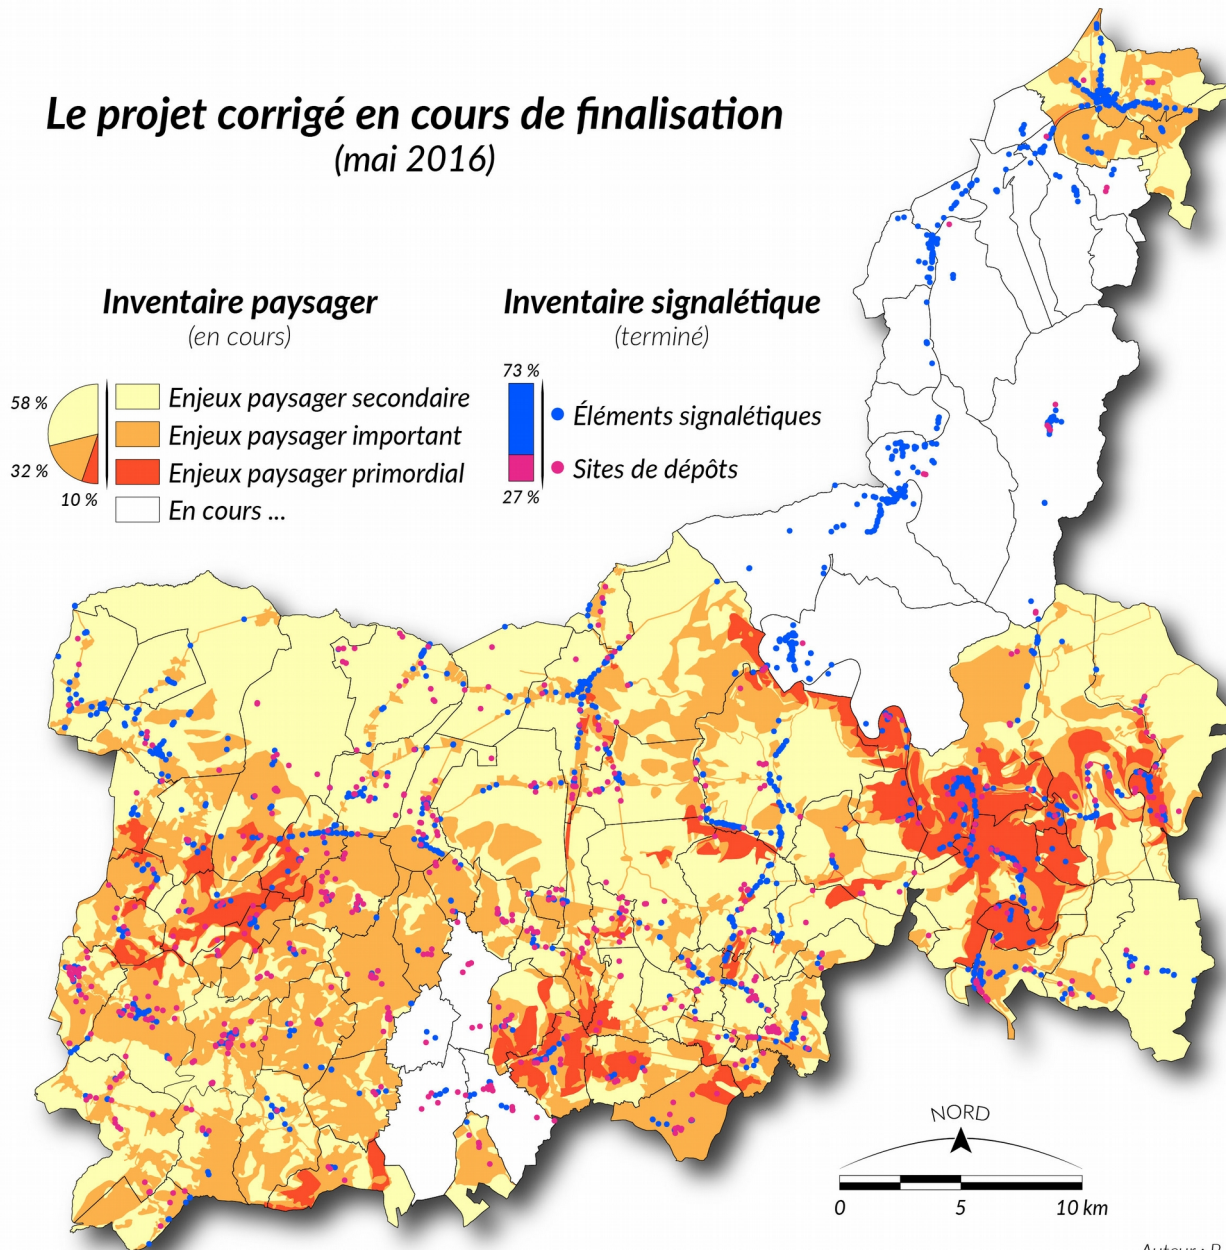 Le projet corrigé en cours de finalisation
(mai 2016)
Inventaire paysager
(en cours)
58 %
32 %
10 %
Enjeux paysager secondaire
Enjeux paysager important
Enjeux paysager primordial
En cours ...
Inventaire signalétique
(terminé)
73 %
27 %
Éléments signalétiques
Sites de dépôts
NORD
0 5 10 km
Auteur : B